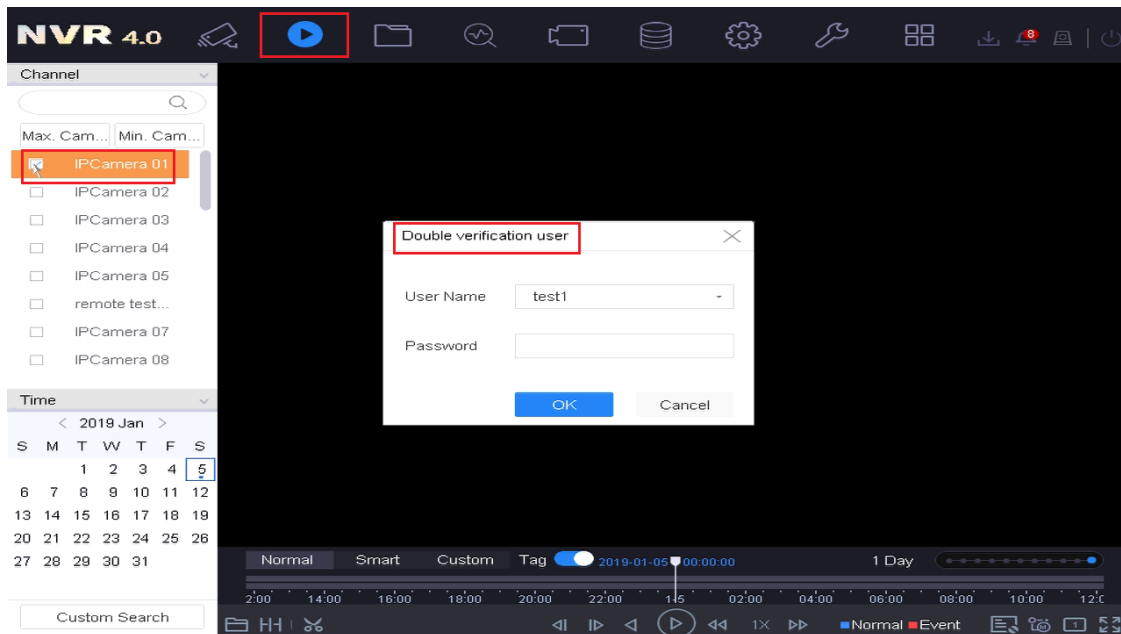 NVR 4.0
8
Channel
Max. Cam... Min. Cam...
IPCamera 01
IPCamera 02
IPCamera 03
IPCamera 04
IPCamera 05
remote test...
IPCamera 07
IPCamera 08
Double verification user
User Name test1
Password
OK Cancel
Time
< 2019 Jan >
S M T W T F S
1 2 3 4 5
6 7 8 9 10 11 12
13 14 15 16 17 18 19
20 21 22 23 24 25 26
27 28 29 30 31
Custom Search
Normal Smart Custom Tag 2019-01-05 00:00:00 1 Day
2:00 14:00 16:00 18:00 20:00 22:00 1-5 02:00 04:00 06:00 08:00 10:00 12:0
1X Normal Event 1